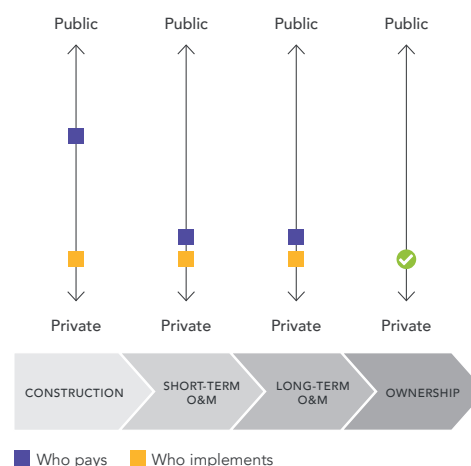 Public Public Public Public
Private Private Private Private
CONSTRUCTION
SHORT-TERM
O&M
LONG-TERM
O&M
OWNERSHIP
Who pays Who implements